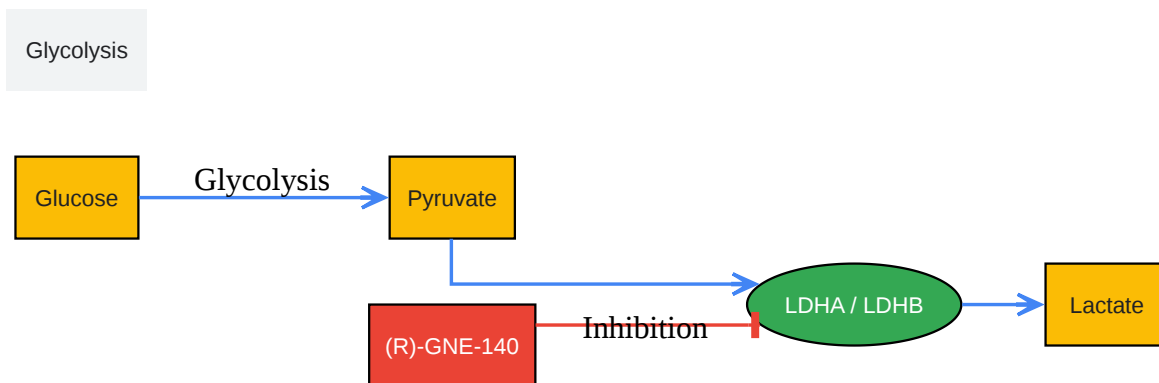 Glycolysis
Glucose
Glycolysis
Pyruvate
LDHA / LDHB
Lactate
(R)-GNE-140
Inhibition